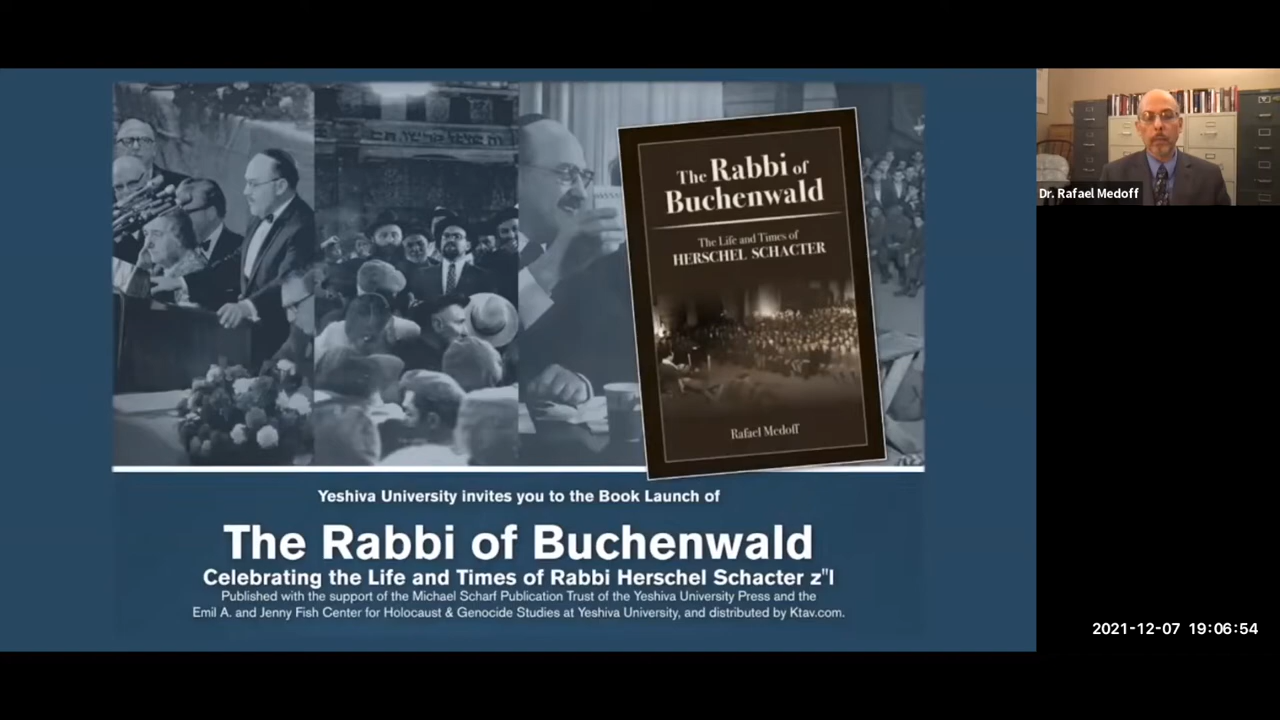 The Rabbi of
Buchenwald
The Life and Times of
HERSCHEL SCHACTER
Rafael Medoff
Yeshiva University invites you to the Book Launch of
The Rabbi of Buchenwald
Celebrating the Life and Times of Rabbi Herschel Schacter z"l
Published with the support of the Michael Scharf Publication Trust of the Yeshiva University Press and the
Emil A. and Jenny Fish Center for Holocaust & Genocide Studies at Yeshiva University, and distributed by Ktav.com.
Dr. Rafael Medoff
2021-12-07 19:06:54